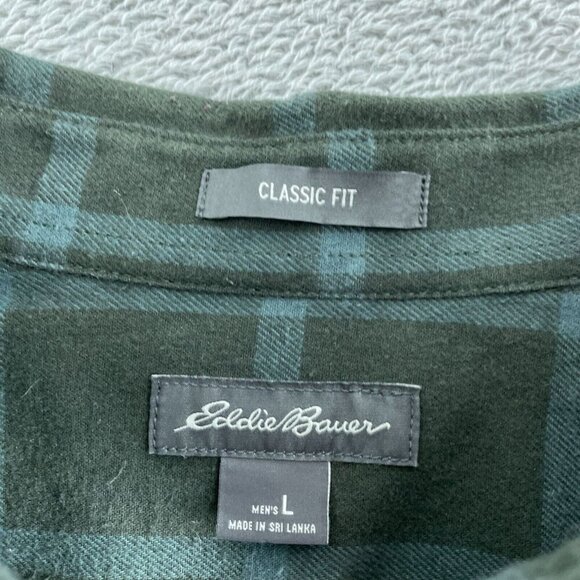 CLASSIC FIT
Eddie Bauer
MEN'S L
MADE IN SRI LANKA